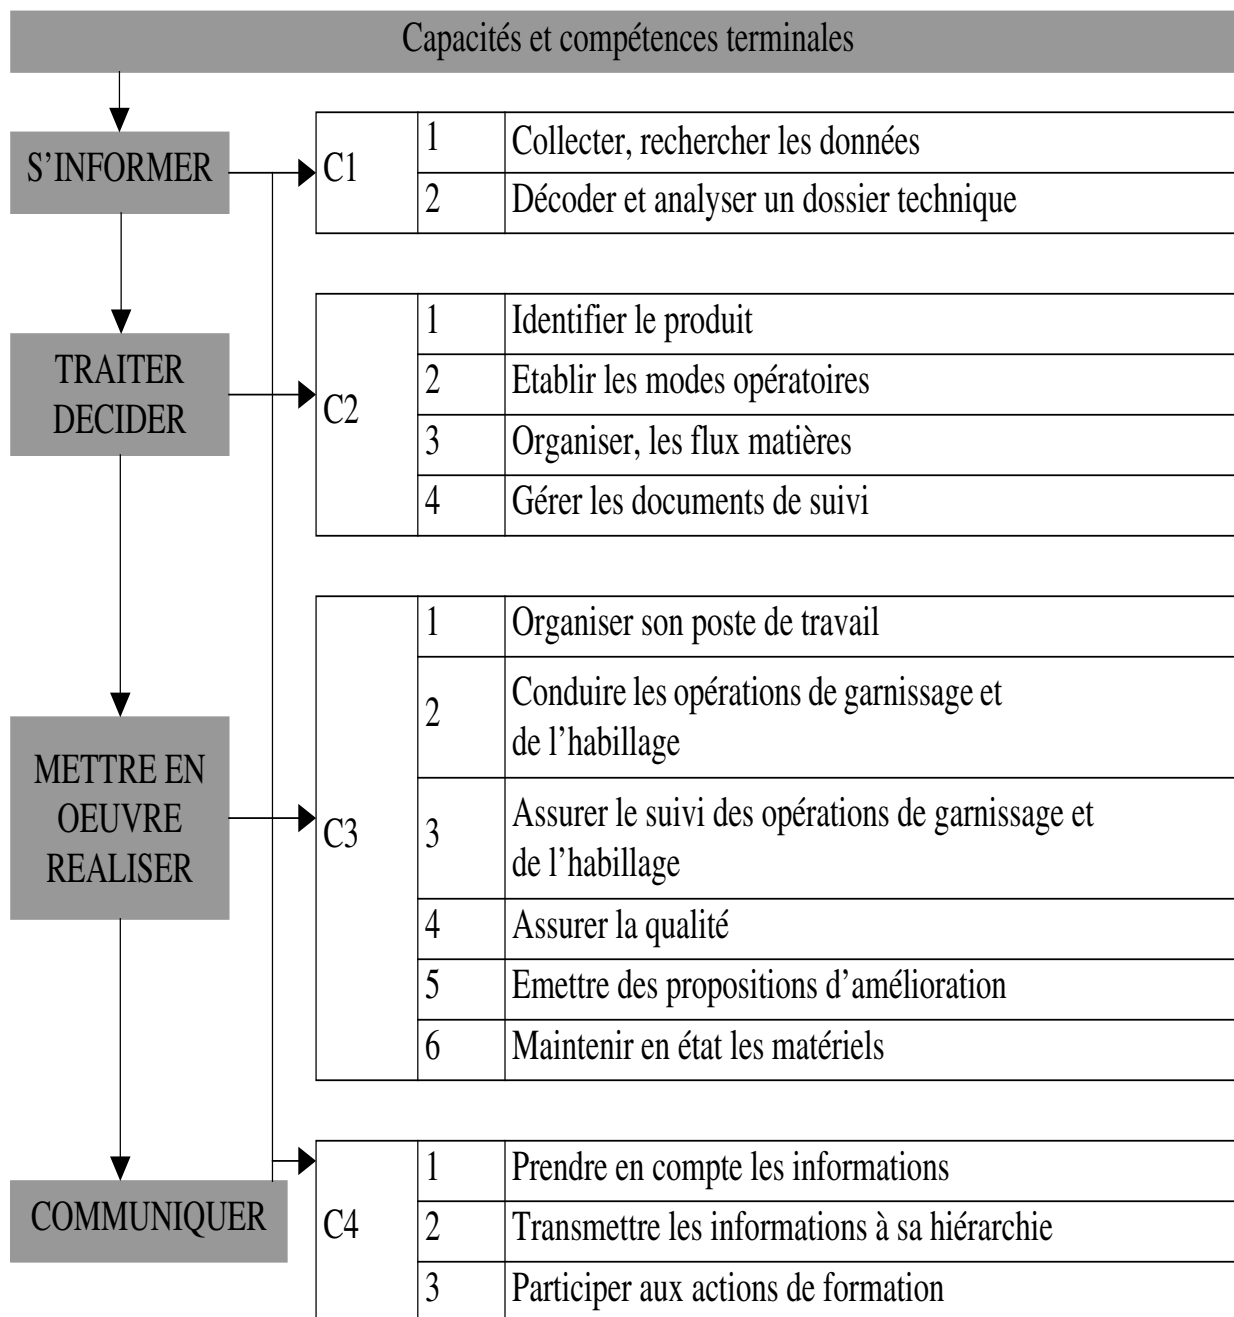 Capacités et compétences terminales
S’INFORMER
C1
1
Collecter, rechercher les données
2
Décoder et analyser un dossier technique
TRAITER
DECIDER
C2
1
Identifier le produit
2
Etablir les modes opératoires
3
Organiser, les flux matières
4
Gérer les documents de suivi
METTRE EN
OEUVRE
REALISER
C3
1
Organiser son poste de travail
2
Conduire les opérations de garnissage et
de l’habillage
3
Assurer le suivi des opérations de garnissage et
de l’habillage
4
Assurer la qualité
5
Emettre des propositions d’amélioration
6
Maintenir en état les matériels
COMMUNIQUER
C4
1
Prendre en compte les informations
2
Transmettre les informations à sa hiérarchie
3
Participer aux actions de formation